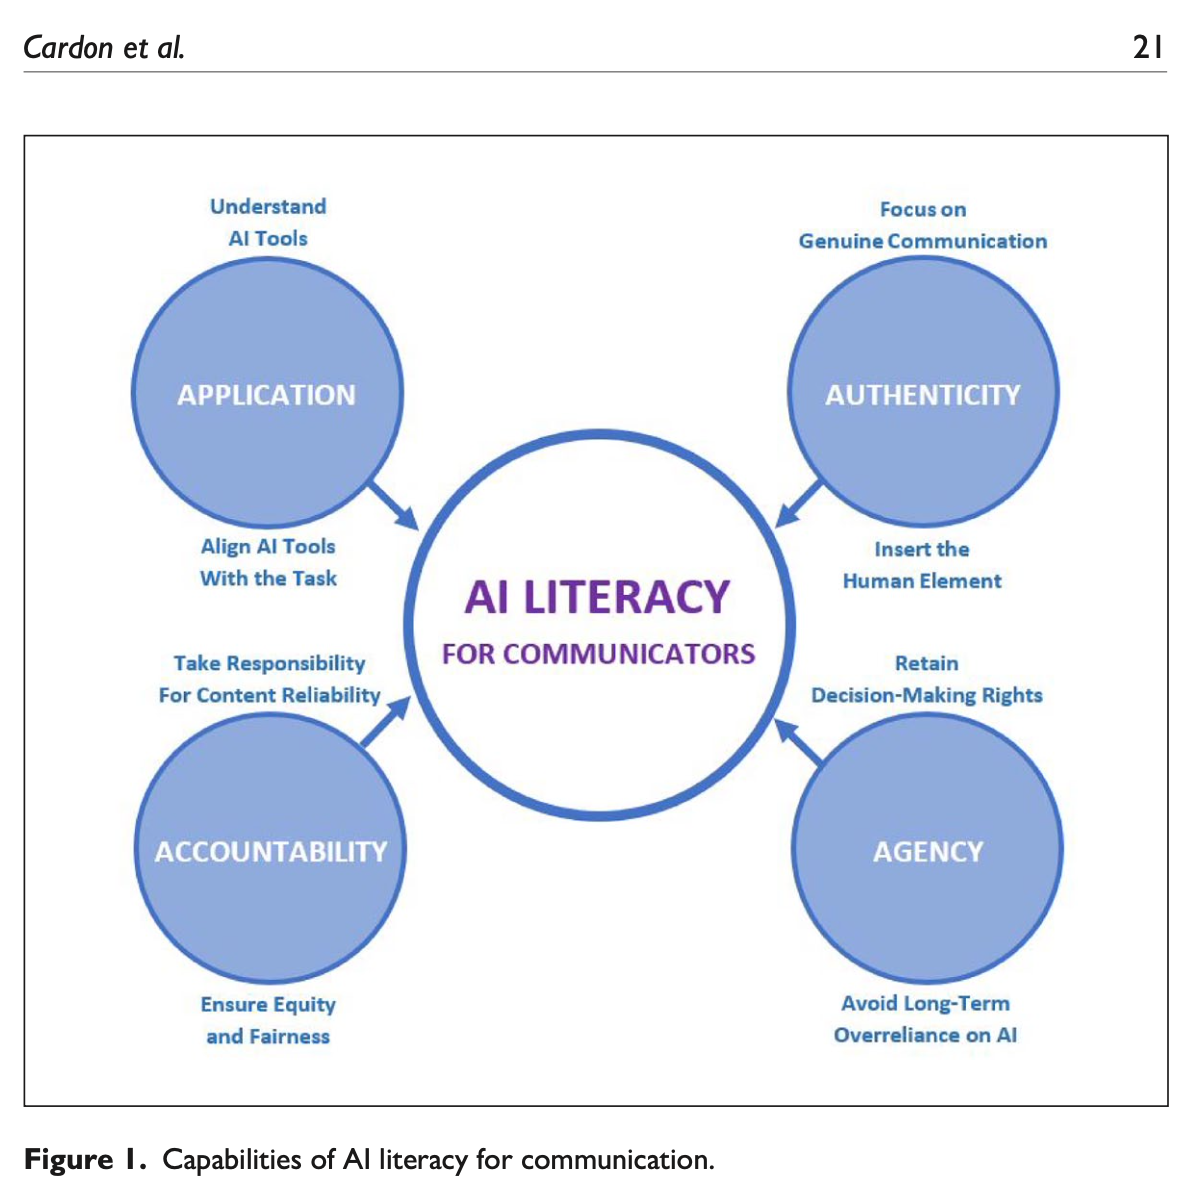 Cardon et al.
21
Understand
AI Tools
APPLICATION
Align AI Tools
With the Task
Focus on
Genuine Communication
AUTHENTICITY
Insert the
Human Element
AI LITERACY
FOR COMMUNICATORS
Take Responsibility
For Content Reliability
ACCOUNTABILITY
Ensure Equity
and Fairness
Retain
Decision-Making Rights
AGENCY
Avoid Long-Term
Overreliance on AI
Figure 1. Capabilities of AI literacy for communication.